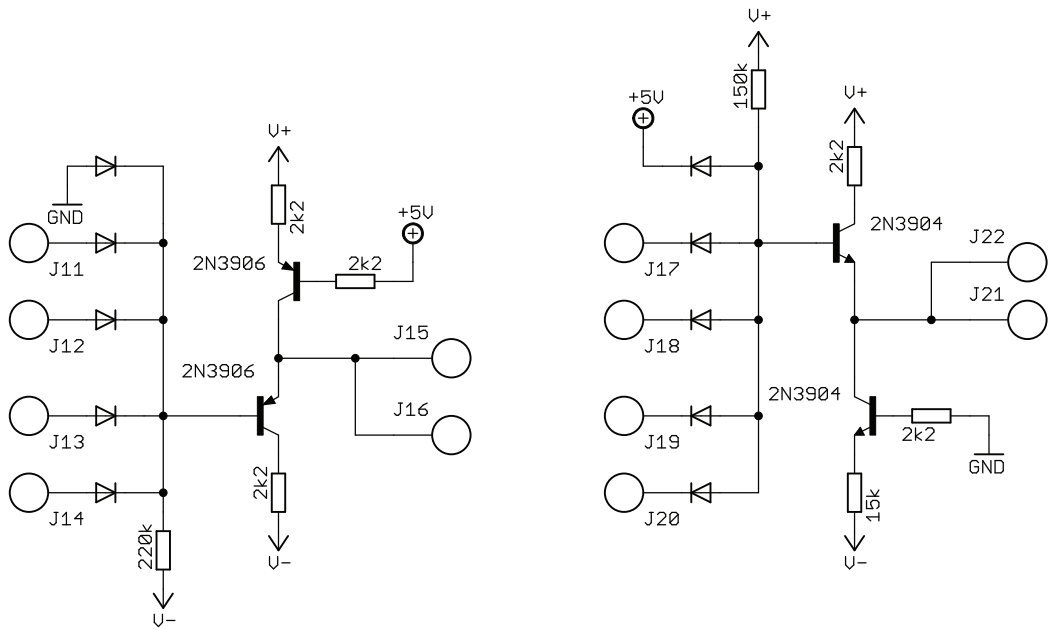 V+
150k
+5V
V+
2k2
V+
GND
2k2
+5V
2N3904
J22
J11
2N3906
2k2
J17
J21
J12
J15
J18
2N3906
2N3904
J16
J13
J19
2k2
GND
2k2
J14
J20
15k
220k
V-
V-
V-